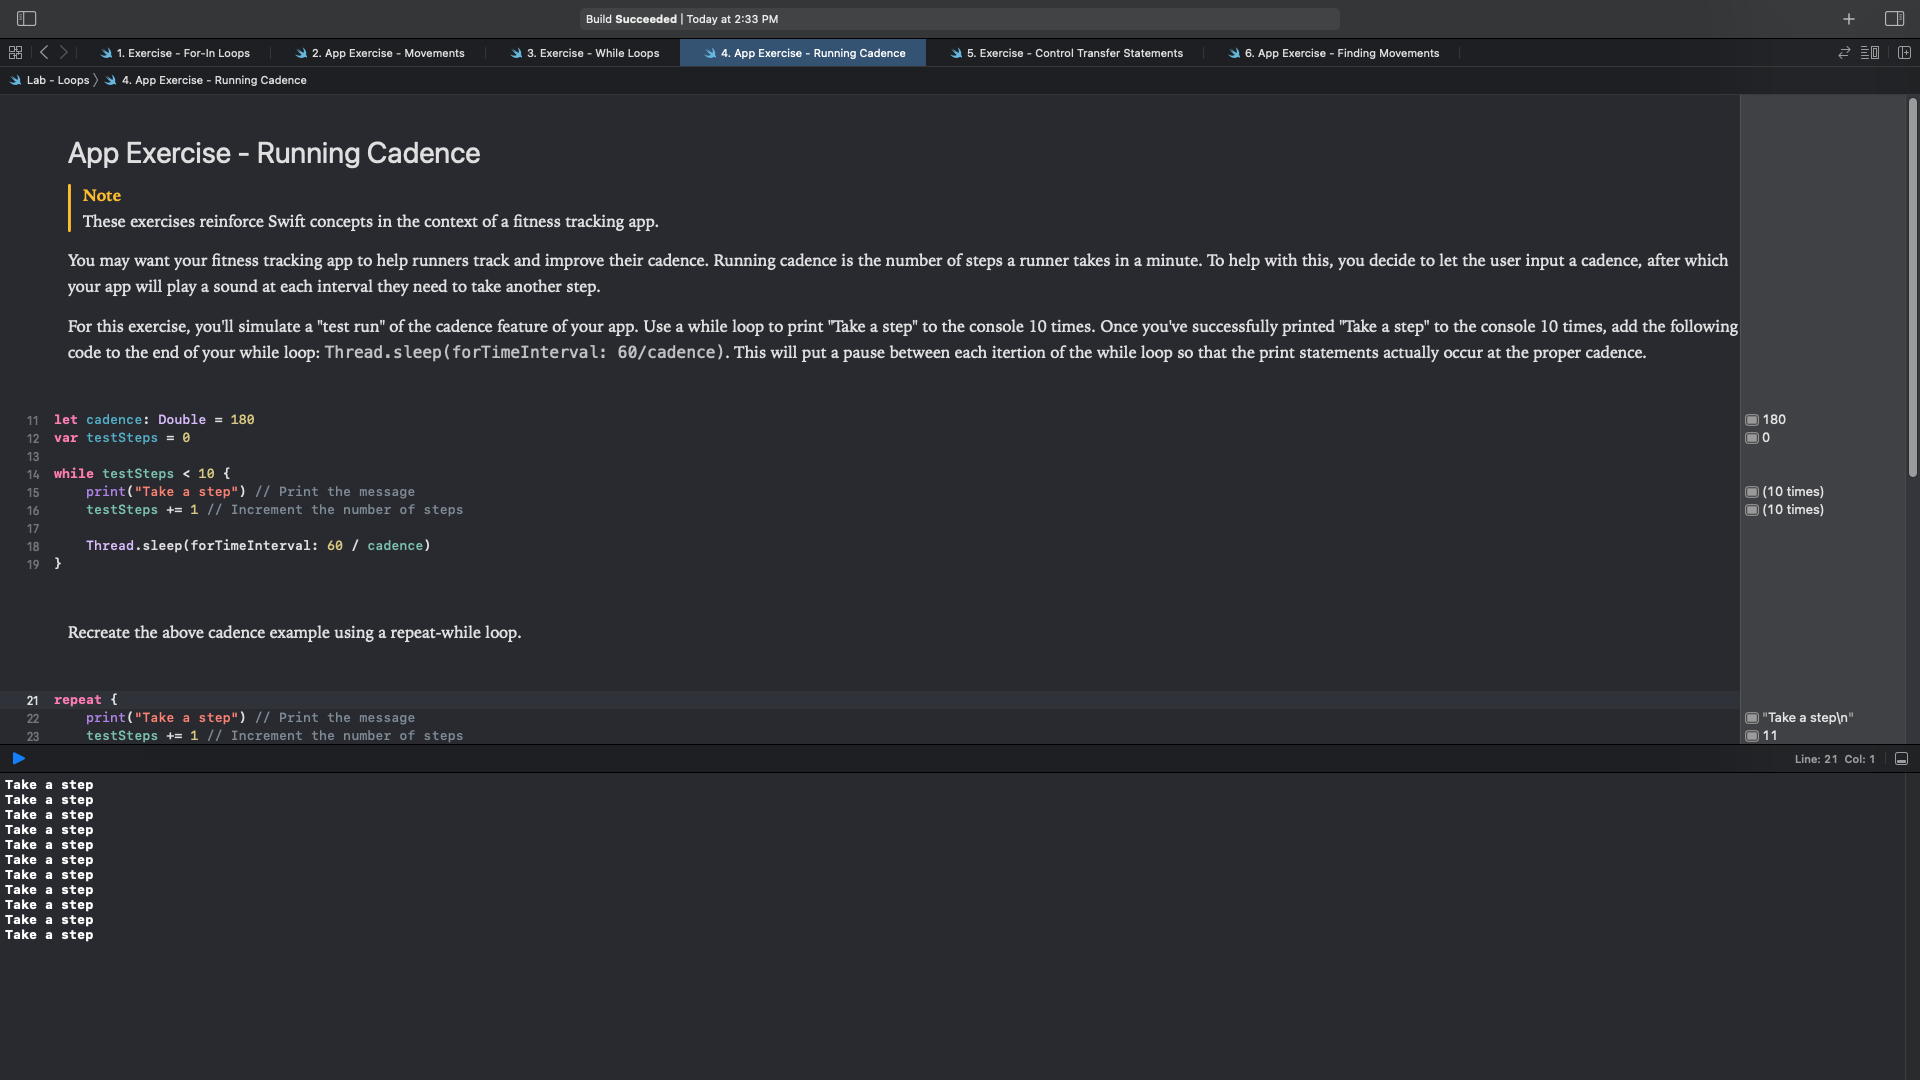 Build Succeeded | Today at 2:33 PM
1. Exercise - For-In Loops
2. App Exercise - Movements
3. Exercise - While Loops
4. App Exercise - Running Cadence
5. Exercise - Control Transfer Statements
6. App Exercise - Finding Movements
Lab - Loops
4. App Exercise - Running Cadence
App Exercise - Running Cadence
Note
These exercises reinforce Swift concepts in the context of a fitness tracking app.
You may want your fitness tracking app to help runners track and improve their cadence. Running cadence is the number of steps a runner takes in a minute. To help with this, you decide to let the user input a cadence, after which
your app will play a sound at each interval they need to take another step.
For this exercise, you'll simulate a "test run" of the cadence feature of your app. Use a while loop to print "Take a step" to the console 10 times. Once you've successfully printed "Take a step" to the console 10 times, add the following
code to the end of your while loop: Thread.sleep(forTimeInterval: 60/cadence). This will put a pause between each itertion of the while loop so that the print statements actually occur at the proper cadence.
11 let cadence: Double = 180
180
12 var testSteps = 0
0
13
14 while testSteps < 10 {
15 print("Take a step") // Print the message
(10 times)
16 testSteps += 1 // Increment the number of steps
(10 times)
17
18 Thread.sleep(forTimeInterval: 60 / cadence)
19 }
Recreate the above cadence example using a repeat-while loop.
21 repeat {
22 print("Take a step") // Print the message
"Take a step\n"
23 testSteps += 1 // Increment the number of steps
11
Line: 21 Col: 1
Take a step
Take a step
Take a step
Take a step
Take a step
Take a step
Take a step
Take a step
Take a step
Take a step
Take a step